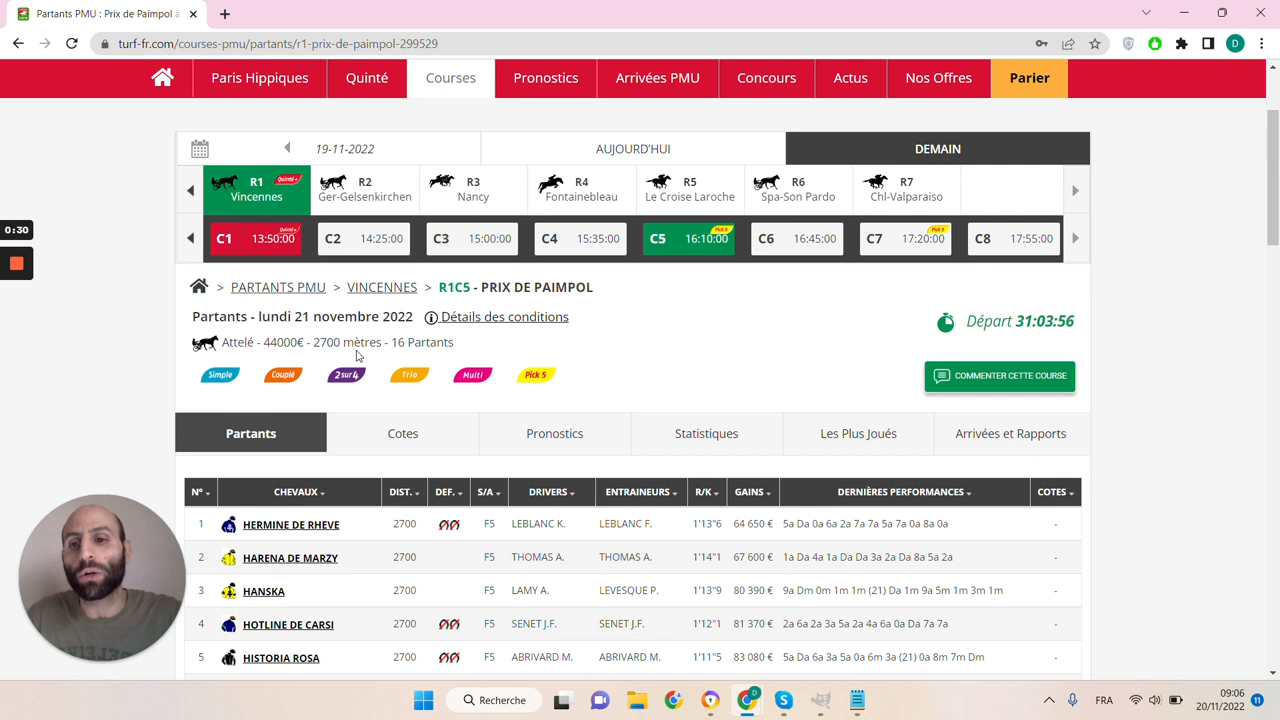 Partants PMU : Prix de Paimpol à
turf-fr.com/courses-pmu/partants/r1-prix-de-paimpol-299529
D
Paris Hippiques Quinté Courses Pronostics Arrivées PMU Concours Actus Nos Offres Parier
19-11-2022 AUJOURD'HUI DEMAIN
R1 Quinté+ R2 R3 R4 R5 R6 R7
Vincennes Ger-Gelsenkirchen Nancy Fontainebleau Le Croise Laroche Spa-Son Pardo Chl-Valparaiso
0:30
Quinté+ Pick 5 Pick 5
C1 13:50:00 C2 14:25:00 C3 15:00:00 C4 15:35:00 C5 16:10:00 C6 16:45:00 C7 17:20:00 C8 17:55:00
> PARTANTS PMU > VINCENNES > R1C5 - PRIX DE PAIMPOL
Partants - lundi 21 novembre 2022 Détails des conditions
Départ 31:03:56
Attelé - 44000€ - 2700 mètres - 16 Partants
Simple Couplé 2 sur 4 Trio Multi Pick 5
COMMENTER CETTE COURSE
Partants Cotes Pronostics Statistiques Les Plus Joués Arrivées et Rapports
N° CHEVAUX DIST. DEF. S/A DRIVERS ENTRAINEURS R/K GAINS DERNIÈRES PERFORMANCES COTES
1 HERMINE DE RHEVE 2700 F5 LEBLANC K. LEBLANC F. 1'13"6 64 650 € 5a Da 0a 6a 2a 7a 7a 5a 7a 0a 8a 0a -
2 HARENA DE MARZY 2700 F5 THOMAS A. THOMAS A. 1'14"1 67 600 € 1a Da 4a 1a Da Da 3a 2a Da 8a 5a 2a -
3 HANSKA 2700 F5 LAMY A. LEVESQUE P. 1'13"9 80 390 € 9a Dm 0m 1m 1m (21) Da 1m 9a 5m 1m 3m 1m -
4 HOTLINE DE CARSI 2700 F5 SENET J.F. SENET J.F. 1'12"1 81 370 € 2a 6a 2a 3a 5a 2a 4a 6a 0a Da 7a 7a -
5 HISTORIA ROSA 2700 F5 ABRIVARD M. ABRIVARD M. 1'11"5 83 080 € 5a Da 6a 3a 5a 0a 6m 3a (21) 0a 8m 7m Dm -
Recherche
D
FRA
09:06
20/11/2022